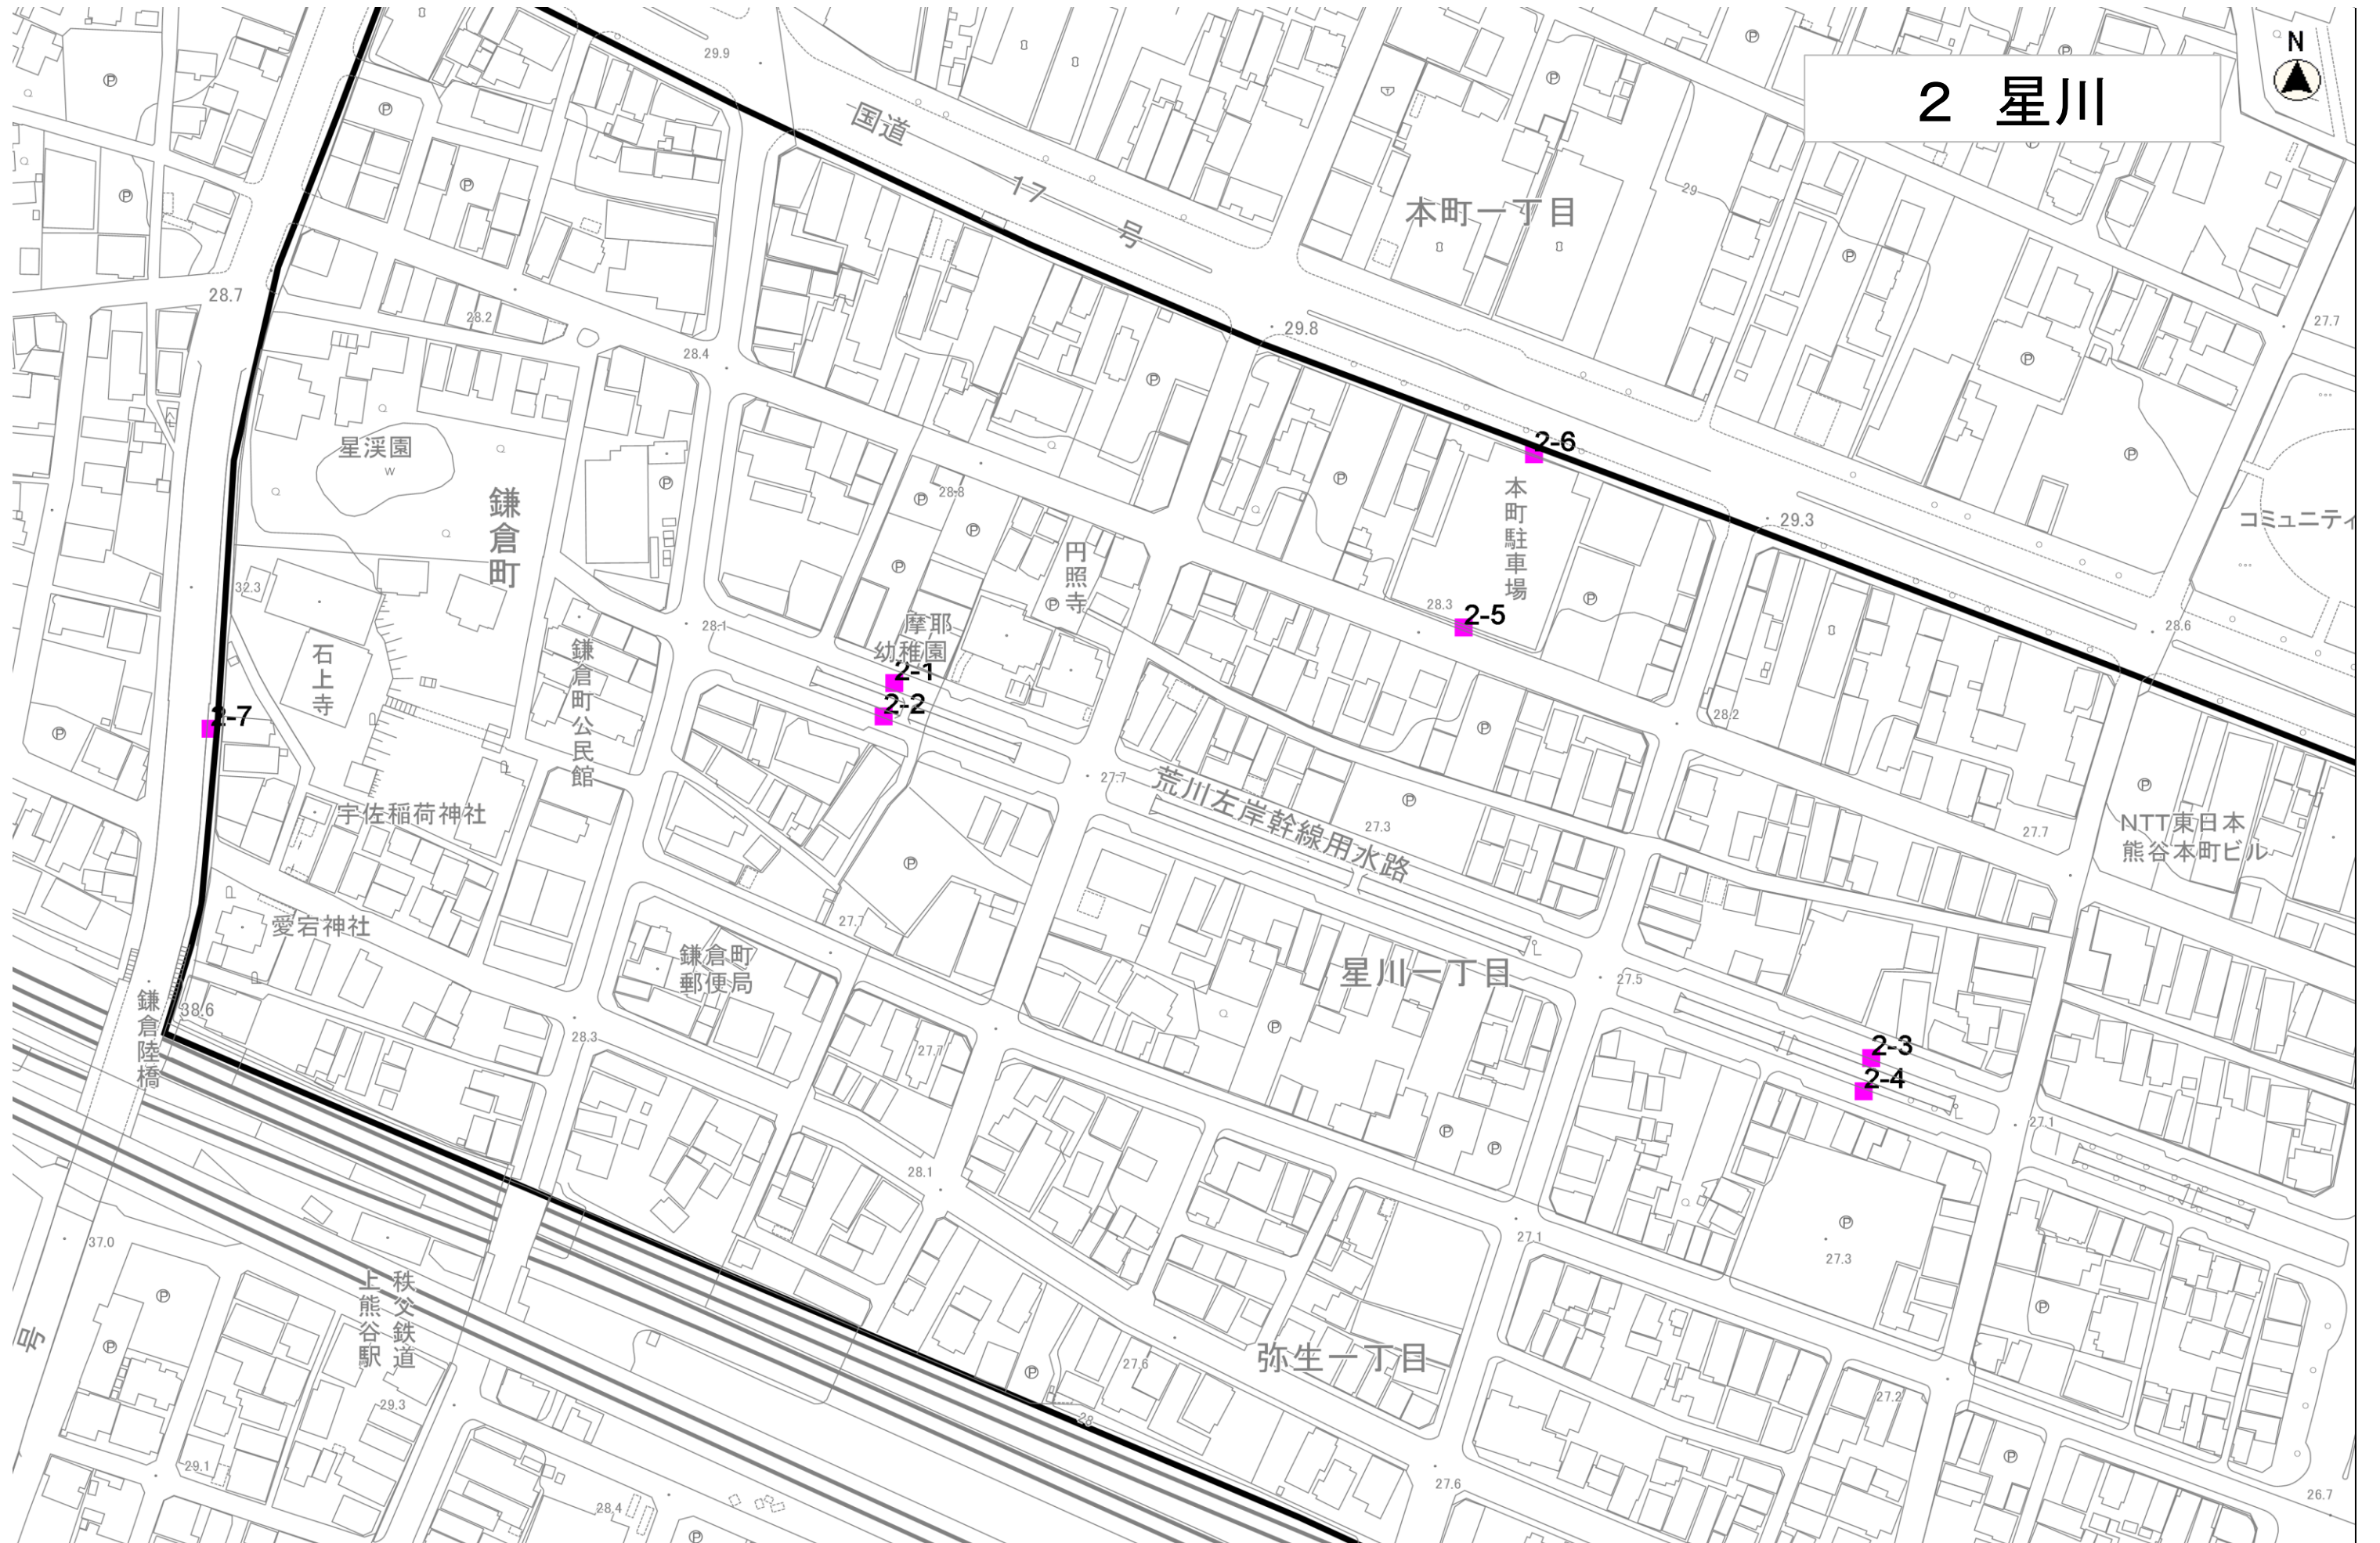 N
2 星川
29.9
国道
17
号
本町一丁目
29
28.7
28.2
28.4
29.8
27.7
星渓園
W
鎌倉町
28.8
円照寺
2-6
本町駐車場
29.3
コミュニティ
32.3
28.1
摩耶
幼稚園
28.3
2-5
28.6
石上寺
鎌倉町公民館
2-1
2-2
2-7
28.2
27.7
荒川左岸幹線用水路
27.3
27.7
NTT東日本
熊谷本町ビル
宇佐稲荷神社
愛宕神社
27.7
鎌倉町
郵便局
星川一丁目
27.5
鎌倉陸橋
38.6
28.3
27.7
2-3
2-4
27.1
28.1
37.0
27.1
27.3
秩父鉄道
上熊谷駅
号
弥生一丁目
27.6
28
29.3
27.2
29.1
28.4
27.6
26.7